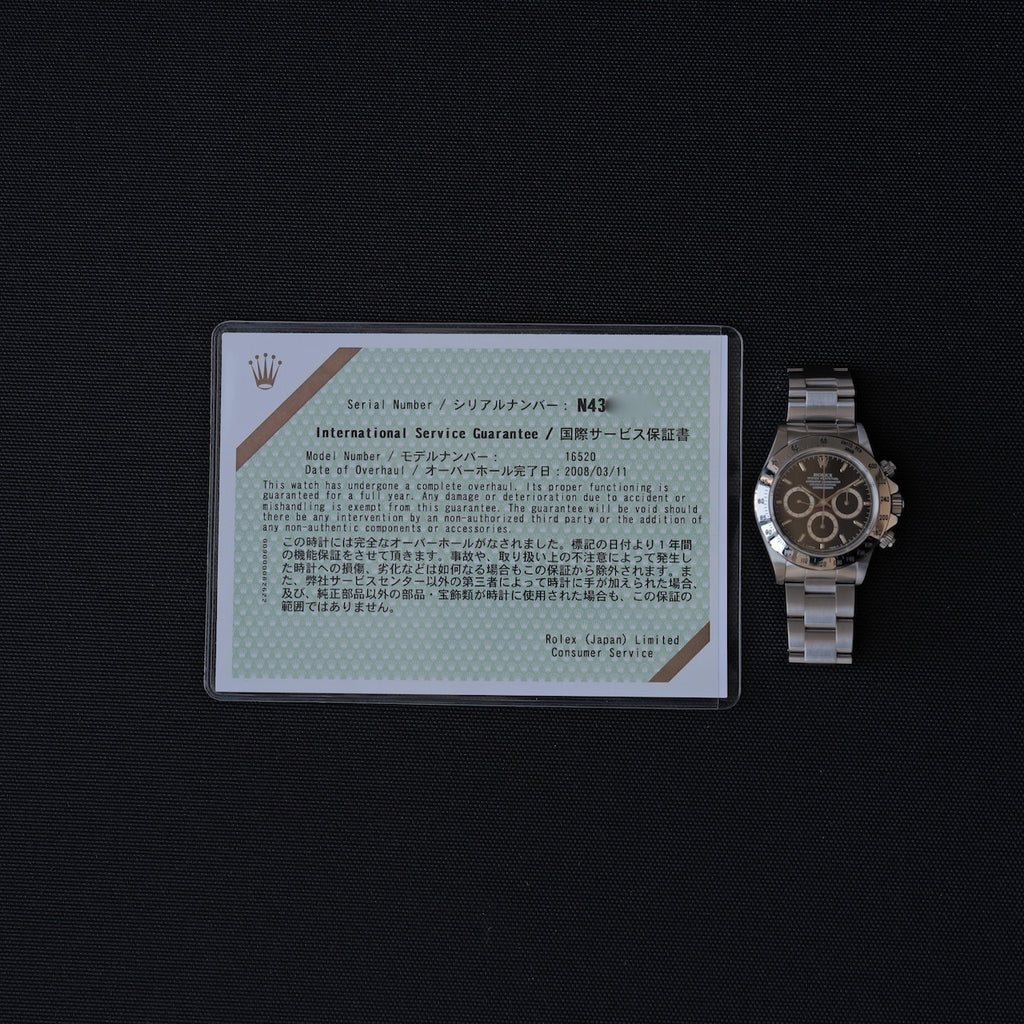 Serial Number / シリアルナンバー : N43
International Service Guarantee / 国際サービス保証書
Model Number / モデルナンバー : 16520
Date of Overhaul / オーバーホール完了日 : 2008/03/11
This watch has undergone a complete overhaul. Its proper functioning is
guaranteed for a full year. Any damage or deterioration due to accident or
mishandling is exempt from this guarantee. The guarantee will be void should
there be any intervention by an non-authorized third party or the addition of
any non-authentic components or accessories.
この時計には完全なオーバーホールがなされました。標記の日付より１年間
の機能保証をさせて頂きます。事故や、取り扱い上の不注意によって発生し
た時計への損傷、劣化などは如何なる場合もこの保証から除外されます。ま
た、弊社サービスセンター以外の第三者によって時計に手が加えられた場合、
及び、純正部品以外の部品・宝飾類が時計に使用された場合も、この保証の
範囲ではありません。
Rolex (Japan) Limited
Consumer Service
ROLEX